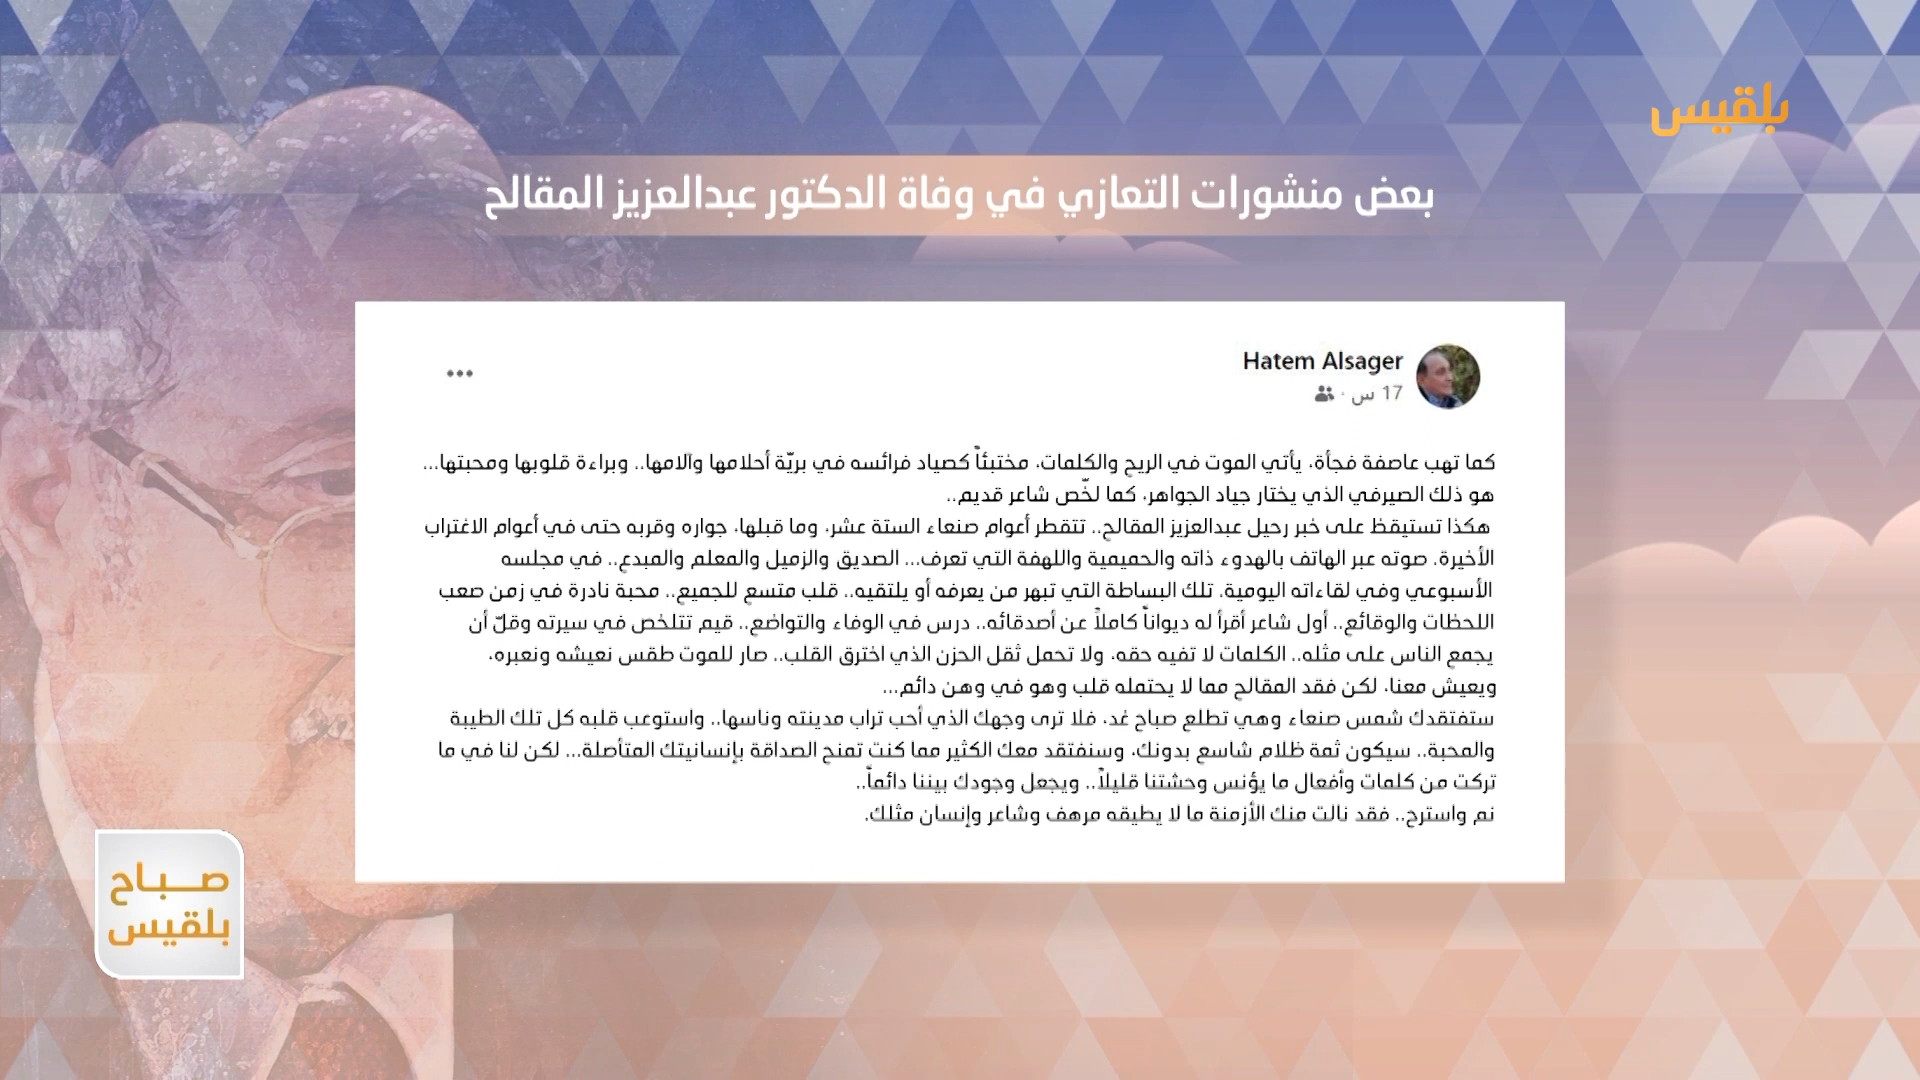 بلقيس
بعض منشورات التعازي في وفاة الدكتور عبدالعزيز المقالح
Hatem Alsager
17 س ·
كما تهب عاصفة فجأة، يأتي الموت في الريح والكلمات، مختبئاً كصياد فرائسه في بريّة أحلامها وآلامها.. وبراءة قلوبها ومحبتها...
هو ذلك الصيرفي الذي يختار جياد الجواهر، كما لخّص شاعر قديم..
هكذا تستيقظ على خبر رحيل عبدالعزيز المقالح.. تتقطر أعوام صنعاء الستة عشر، وما قبلها، جواره وقربه حتى في أعوام الاغتراب
الأخيرة، صوته عبر الهاتف بالهدوء ذاته والحميمية واللهفة التي تعرف... الصديق والزميل والمعلم والمبدع.. في مجلسه
الأسبوعي وفي لقاءاته اليومية، تلك البساطة التي تبهر من يعرفه أو يلتقيه.. قلب متسع للجميع.. محبة نادرة في زمن صعب
اللحظات والوقائع.. أول شاعر أقرأ له ديواناً كاملاً عن أصدقائه.. درس في الوفاء والتواضع.. قيم تتلخص في سيرته وقلّ أن
يجمع الناس على مثله.. الكلمات لا تفيه حقه، ولا تحمل ثقل الحزن الذي اخترق القلب.. صار للموت طقس نعيشه ونعبره،
ويعيش معنا، لكن فقد المقالح مما لا يحتمله قلب وهو في وهن دائم...
ستفتقدك شمس صنعاء وهي تطلع صباح غد، فلا ترى وجهك الذي أحب تراب مدينته وناسها.. واستوعب قلبه كل تلك الطيبة
والمحبة.. سيكون ثمة ظلام شاسع بدونك، وسنفتقد معك الكثير مما كنت تمنح الصداقة بإنسانيتك المتأصلة... لكن لنا في ما
تركت من كلمات وأفعال ما يؤنس وحشتنا قليلاً.. ويجعل وجودك بيننا دائماً..
نم واسترح.. فقد نالت منك الأزمنة ما لا يطيقه مرهف وشاعر وإنسان مثلك.
صباح
بلقيس